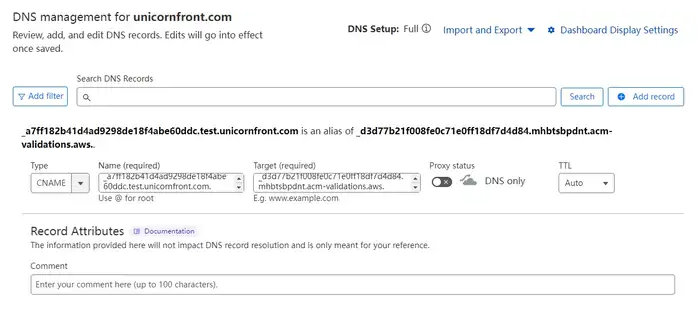 DNS management for unicornfront.com
Review, add, and edit DNS records. Edits will go into effect
once saved.
DNS Setup: Full
Import and Export
Dashboard Display Settings
Search DNS Records
Add filter
Search
Add record
_a7ff182b41d4ad9298de18f4abe60ddc.test.unicornfront.com is an alias of _d3d77b21f008fe0c71e0ff18df7d4d84.mhbtsbpdnt.acm-
validations.aws..
Type
Name (required)
Target (required)
Proxy status
TTL
CNAME
_a7ff182b41d4ad9298de18f4abe
60ddc.test.unicornfront.com.
_d3d77b21f008fe0c71e0ff18df7d4d84.
mhbtsbpdnt.acm-validations.aws.
DNS only
Auto
Use @ for root
E.g. www.example.com
Record Attributes
Documentation
The information provided here will not impact DNS record resolution and is only meant for your reference.
Comment
Enter your comment here (up to 100 characters).